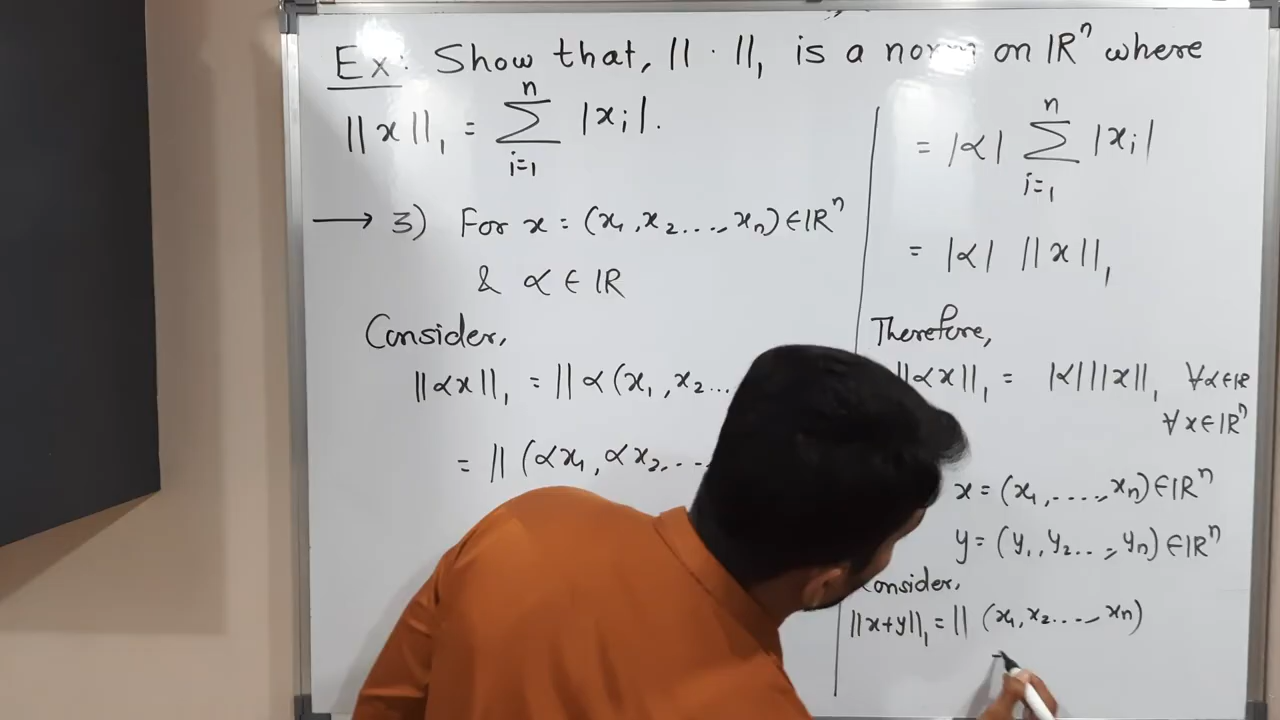 Ex: Show that, || · ||₁ is a norm on ℝⁿ where
||x||₁ = ∑ᵢ₌₁ⁿ |xᵢ|.
→ 3) For x = (x₁, x₂ ..., xₙ) ∈ ℝⁿ
& α ∈ ℝ
Consider,
||αx||₁ = || α (x₁, x₂ ...
= || (αx₁, αx₂, ...
= |α| ∑ᵢ₌₁ⁿ |xᵢ|
= |α| ||x||₁
Therefore,
||αx||₁ = |α| ||x||₁ ∀α∈ℝ
∀x∈ℝⁿ
x = (x₁, ...., xₙ) ∈ ℝⁿ
y = (y₁, y₂ .., yₙ) ∈ ℝⁿ
Consider,
||x+y||₁ = || (x₁, x₂ ...., xₙ)